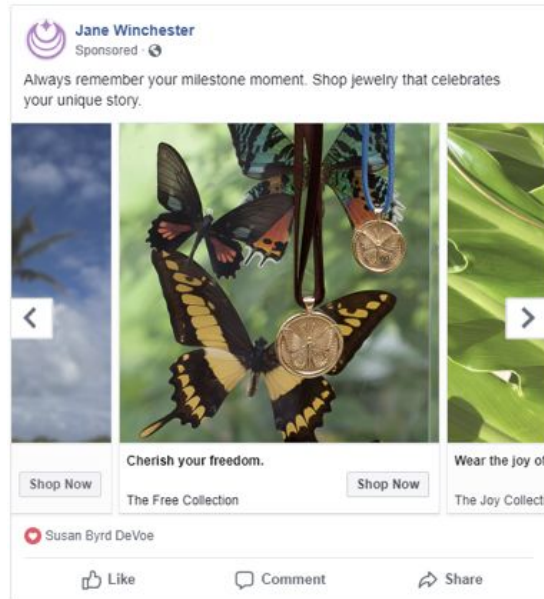 Jane Winchester
Sponsored ·
Always remember your milestone moment. Shop jewelry that celebrates
your unique story.
Shop Now
Cherish your freedom.
Shop Now
The Free Collection
Wear the joy of
The Joy Collecti
Susan Byrd DeVoe
Like
Comment
Share